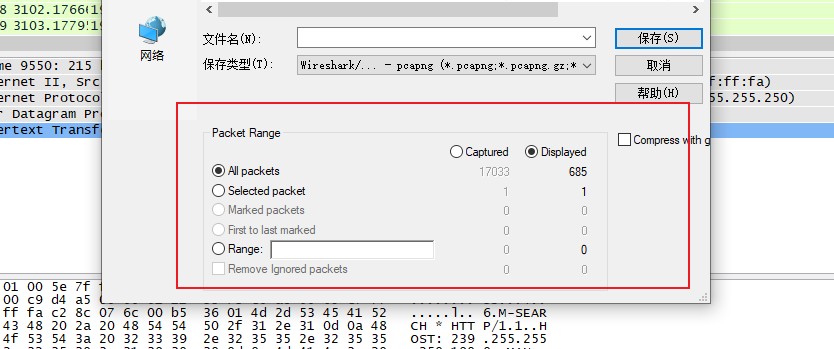 8 3102.1766
9 3103.1779
网络
文件名(N):
保存(S)
保存类型(T): Wireshark/... - pcapng (*.pcapng;*.pcapng.gz;*
取消
帮助(H)
me 9550: 215
ernet II, Src
f:ff:fa)
ernet Protoco
55.255.250)
r Datagram Pr
ertext Transf
Packet Range
Captured Displayed
Compress with g
All packets 17033 685
Selected packet 1 1
Marked packets 0 0
First to last marked 0 0
Range: 0 0
Remove Ignored packets 0 0
01 00 5e 7f f
00 c9 d4 a5
ff fa c2 8c 07 6c 00 b5 36 01 4d 2d 53 45 41 52 .....l.. 6.M-SEAR
43 48 20 2a 20 48 54 54 50 2f 31 2e 31 0d 0a 48 CH * HTT P/1.1..H
4f 53 54 3a 20 32 33 39 2e 32 35 35 2e 32 35 35 OST: 239 .255.255